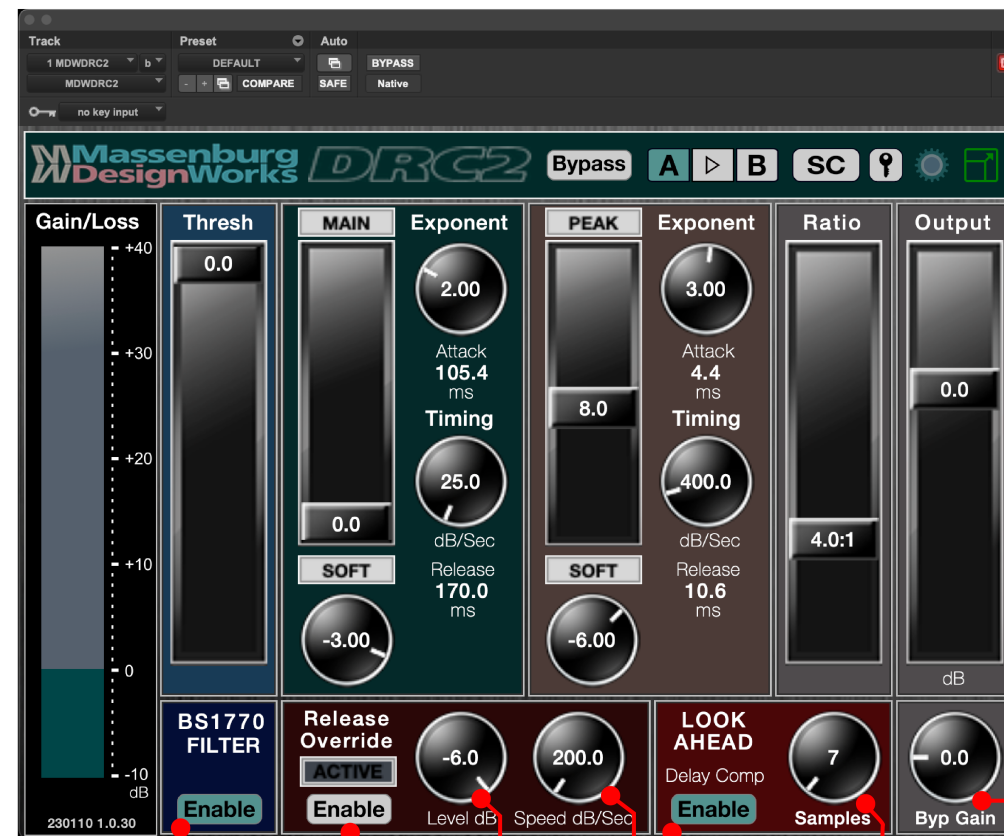 Track
Preset
Auto
1 MDWDRC2
b
DEFAULT
BYPASS
MDWDRC2
- + COMPARE
SAFE
Native
no key input
Massenburg
DesignWorks
DRC2
Bypass
A
B
SC
Gain/Loss
+40
+30
+20
+10
0
-10
dB
230110 1.0.30
Thresh
0.0
MAIN
0.0
SOFT
-3.00
Exponent
2.00
Attack
105.4
ms
Timing
25.0
dB/Sec
Release
170.0
ms
PEAK
8.0
SOFT
-6.00
Exponent
3.00
Attack
4.4
ms
Timing
400.0
dB/Sec
Release
10.6
ms
Ratio
4.0:1
Output
0.0
dB
BS1770
FILTER
Enable
Release
Override
ACTIVE
Enable
-6.0
Level dB
200.0
Speed dB/Sec
LOOK
AHEAD
Delay Comp
Enable
7
Samples
0.0
Byp Gain